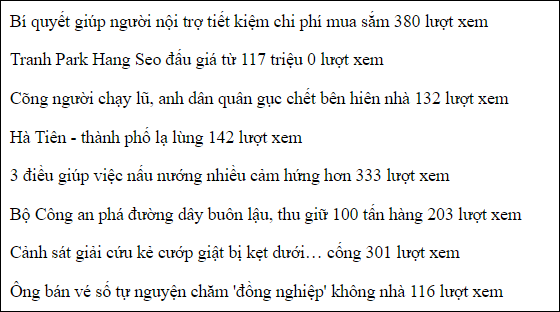 Bí quyết giúp người nội trợ tiết kiệm chi phí mua sắm 380 lượt xem
Tranh Park Hang Seo đấu giá từ 117 triệu 0 lượt xem
Cõng người chạy lũ, anh dân quân gục chết bên hiên nhà 132 lượt xem
Hà Tiên - thành phố lạ lùng 142 lượt xem
3 điều giúp việc nấu nướng nhiều cảm hứng hơn 333 lượt xem
Bộ Công an phá đường dây buôn lậu, thu giữ 100 tấn hàng 203 lượt xem
Cảnh sát giải cứu kẻ cướp giật bị kẹt dưới… cống 301 lượt xem
Ông bán vé số tự nguyện chăm 'đồng nghiệp' không nhà 116 lượt xem